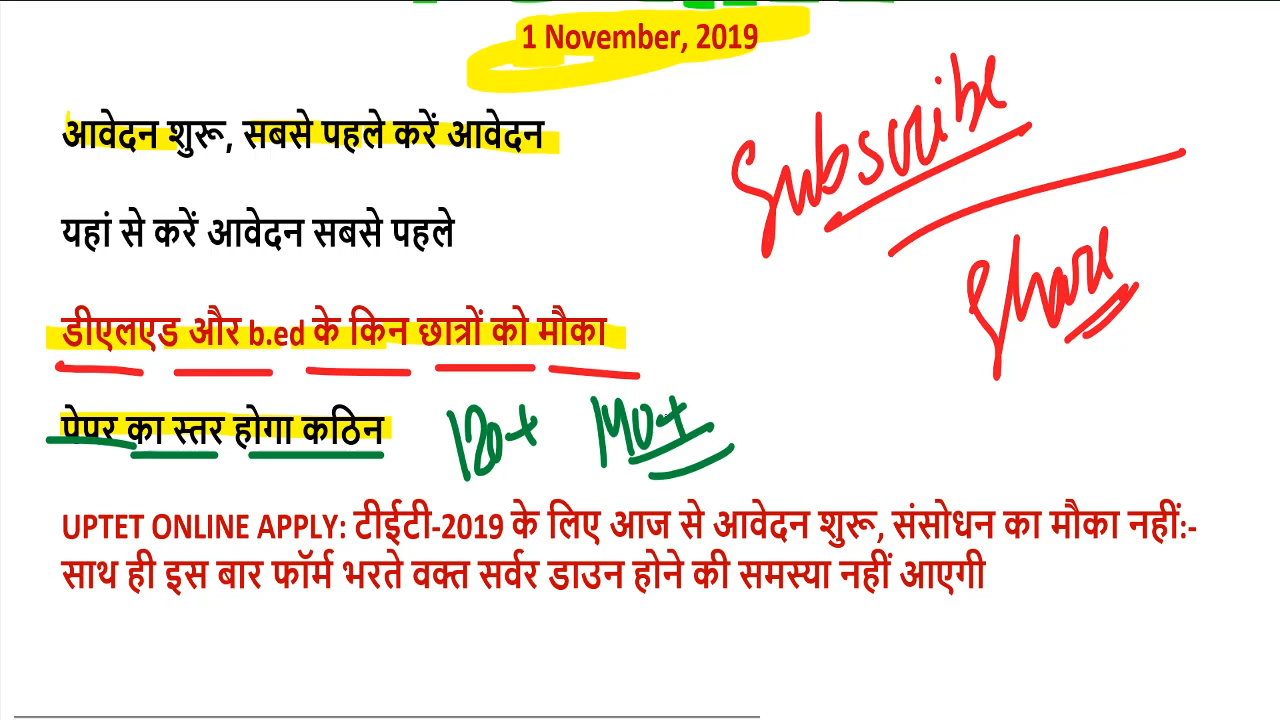 1 November, 2019
आवेदन शुरू, सबसे पहले करें आवेदन
Subscribe
यहां से करें आवेदन सबसे पहले
Share
डीएलएड और b.ed के किन छात्रों को मौका
पेपर का स्तर होगा कठिन 120+ 140+
UPTET ONLINE APPLY: टीईटी-2019 के लिए आज से आवेदन शुरू, संसोधन का मौका नहीं:-
साथ ही इस बार फॉर्म भरते वक्त सर्वर डाउन होने की समस्या नहीं आएगी